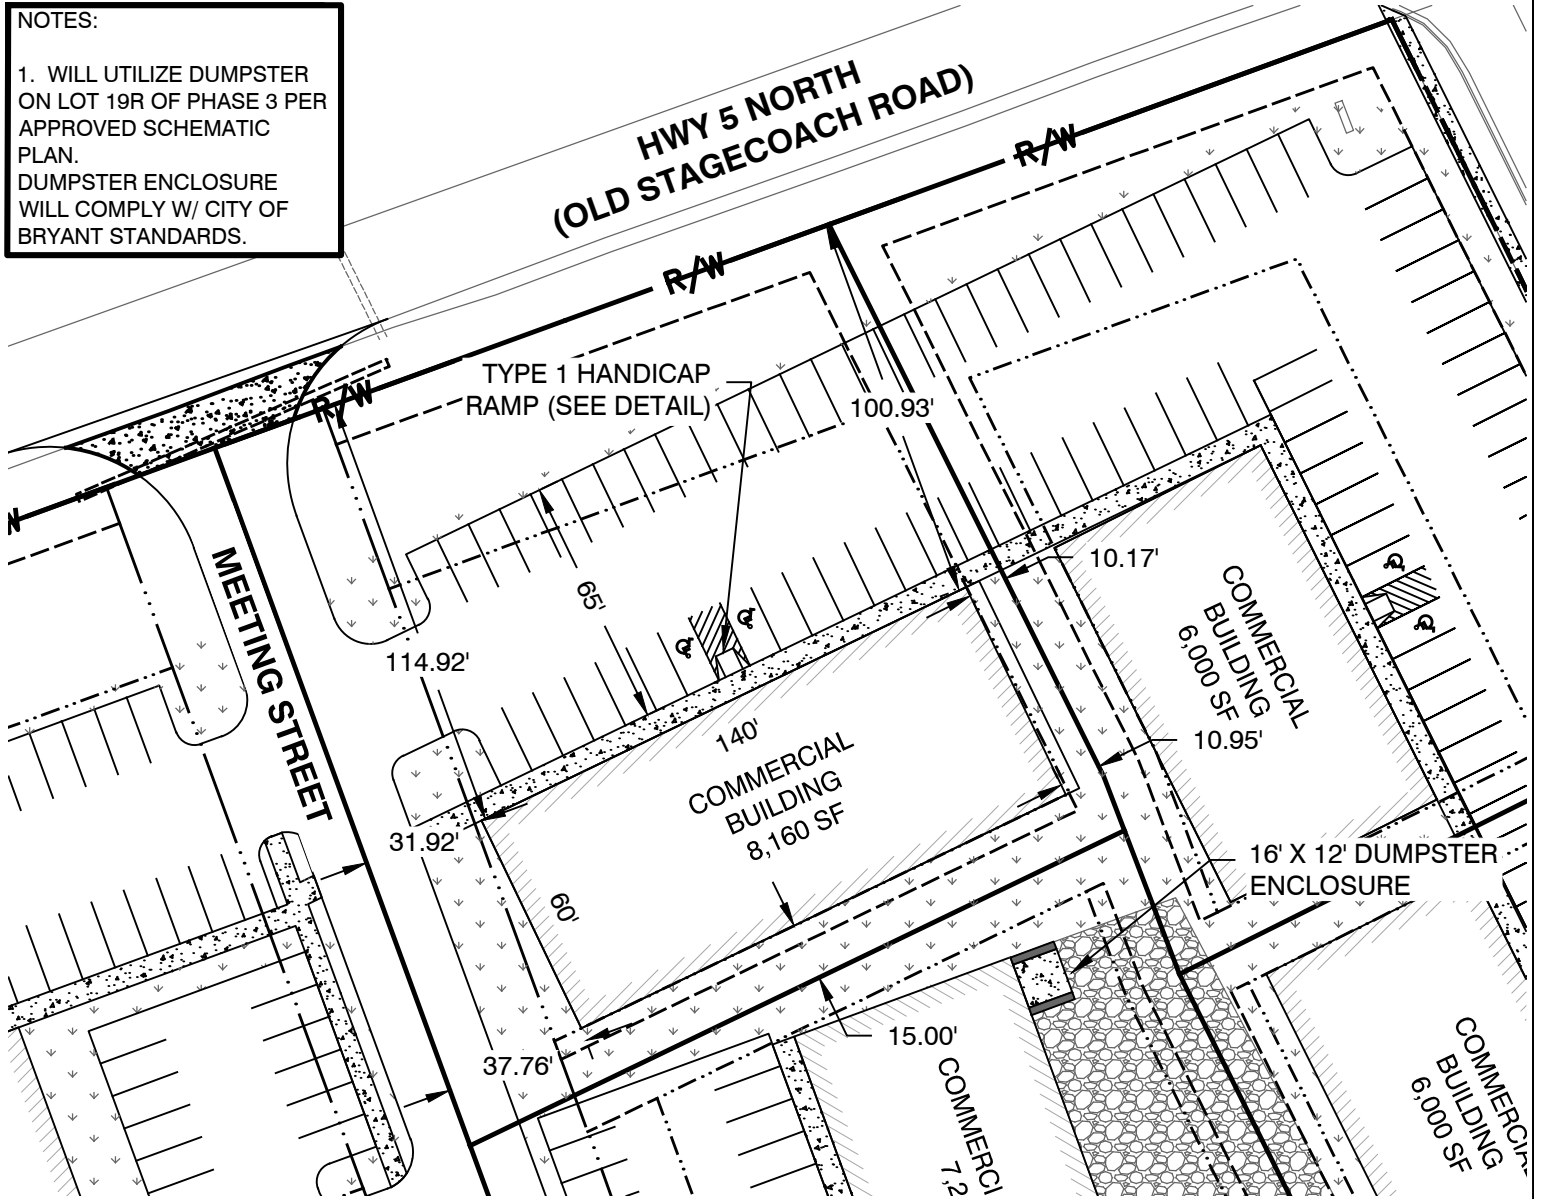 NOTES:
1. WILL UTILIZE DUMPSTER
ON LOT 19R OF PHASE 3 PER
APPROVED SCHEMATIC
PLAN.
DUMPSTER ENCLOSURE
WILL COMPLY W/ CITY OF
BRYANT STANDARDS.
HWY 5 NORTH
(OLD STAGECOACH ROAD)
R/W
R/W
R/W
W
TYPE 1 HANDICAP
RAMP (SEE DETAIL)
100.93'
10.17'
65'
MEETING STREET
114.92'
COMMERCIAL
BUILDING
6,000 SF
140'
COMMERCIAL
BUILDING
8,160 SF
10.95'
31.92'
60'
16' X 12' DUMPSTER
ENCLOSURE
15.00'
37.76'
COMMERCI
7,2
COMMERCIA
BUILDING
6,000 SF